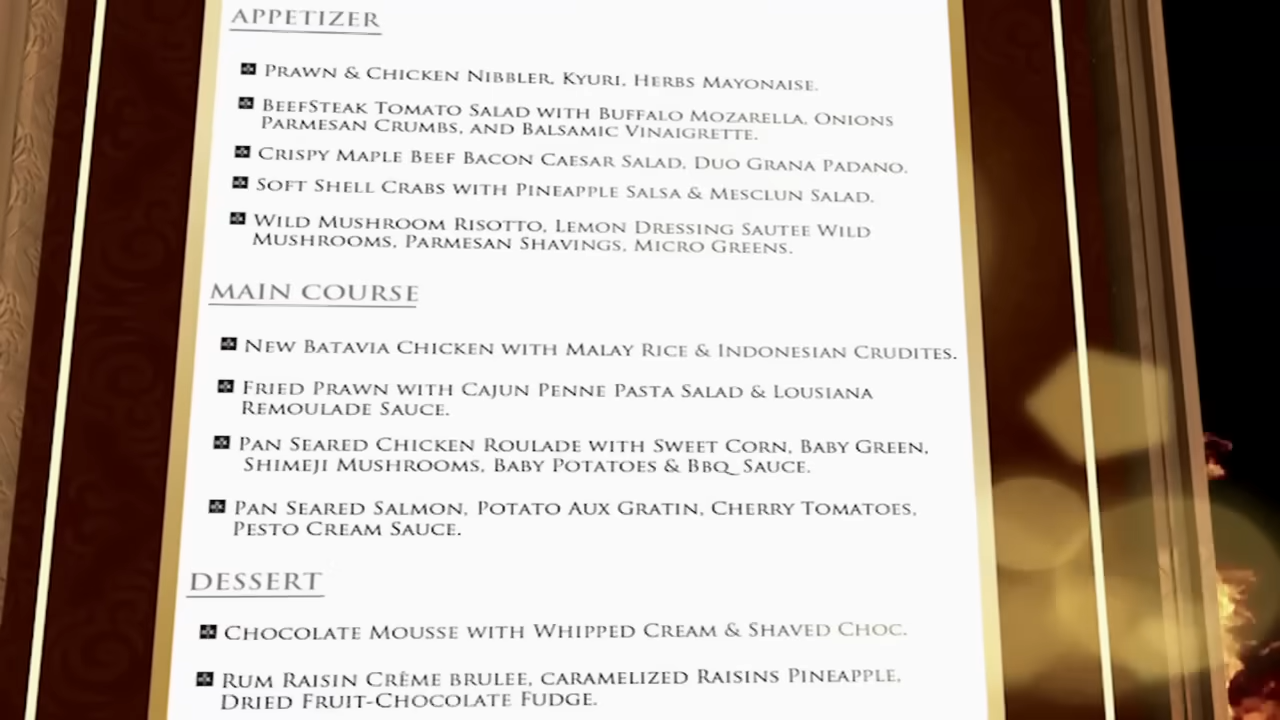 APPETIZER
PRAWN & CHICKEN NIBBLER, KYURI, HERBS MAYONAISE.
BEEFSTEAK TOMATO SALAD WITH BUFFALO MOZARELLA, ONIONS
PARMESAN CRUMBS, AND BALSAMIC VINAIGRETTE.
CRISPY MAPLE BEEF BACON CAESAR SALAD, DUO GRANA PADANO.
SOFT SHELL CRABS WITH PINEAPPLE SALSA & MESCLUN SALAD.
WILD MUSHROOM RISOTTO, LEMON DRESSING SAUTEE WILD
MUSHROOMS, PARMESAN SHAVINGS, MICRO GREENS.
MAIN COURSE
NEW BATAVIA CHICKEN WITH MALAY RICE & INDONESIAN CRUDITES.
FRIED PRAWN WITH CAJUN PENNE PASTA SALAD & LOUSIANA
REMOULADE SAUCE.
PAN SEARED CHICKEN ROULADE WITH SWEET CORN, BABY GREEN,
SHIMEJI MUSHROOMS, BABY POTATOES & BBQ SAUCE.
PAN SEARED SALMON, POTATO AUX GRATIN, CHERRY TOMATOES,
PESTO CREAM SAUCE.
DESSERT
CHOCOLATE MOUSSE WITH WHIPPED CREAM & SHAVED CHOC.
RUM RAISIN CRÊME BRULEE, CARAMELIZED RAISINS PINEAPPLE,
DRIED FRUIT-CHOCOLATE FUDGE.